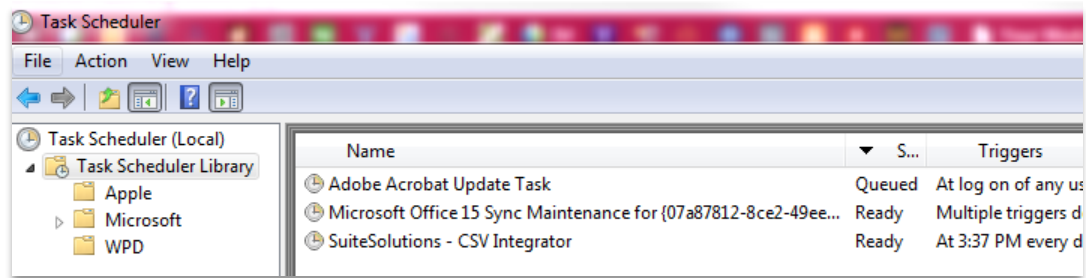 Task Scheduler
File Action View Help
Task Scheduler (Local)
Task Scheduler Library
Apple
Microsoft
WPD
Name S... Triggers
Adobe Acrobat Update Task Queued At log on of any us
Microsoft Office 15 Sync Maintenance for {07a87812-8ce2-49ee... Ready Multiple triggers d
SuiteSolutions - CSV Integrator Ready At 3:37 PM every d